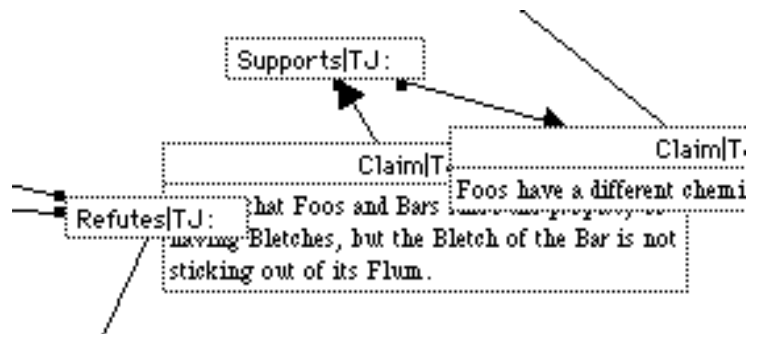 Supports|TJ:
Claim|T
Claim|T
Foos have a different chemi
Refutes|TJ:
hat Foos and Bars
having Bletches, but the Bletch of the Bar is not
sticking out of its Flum.